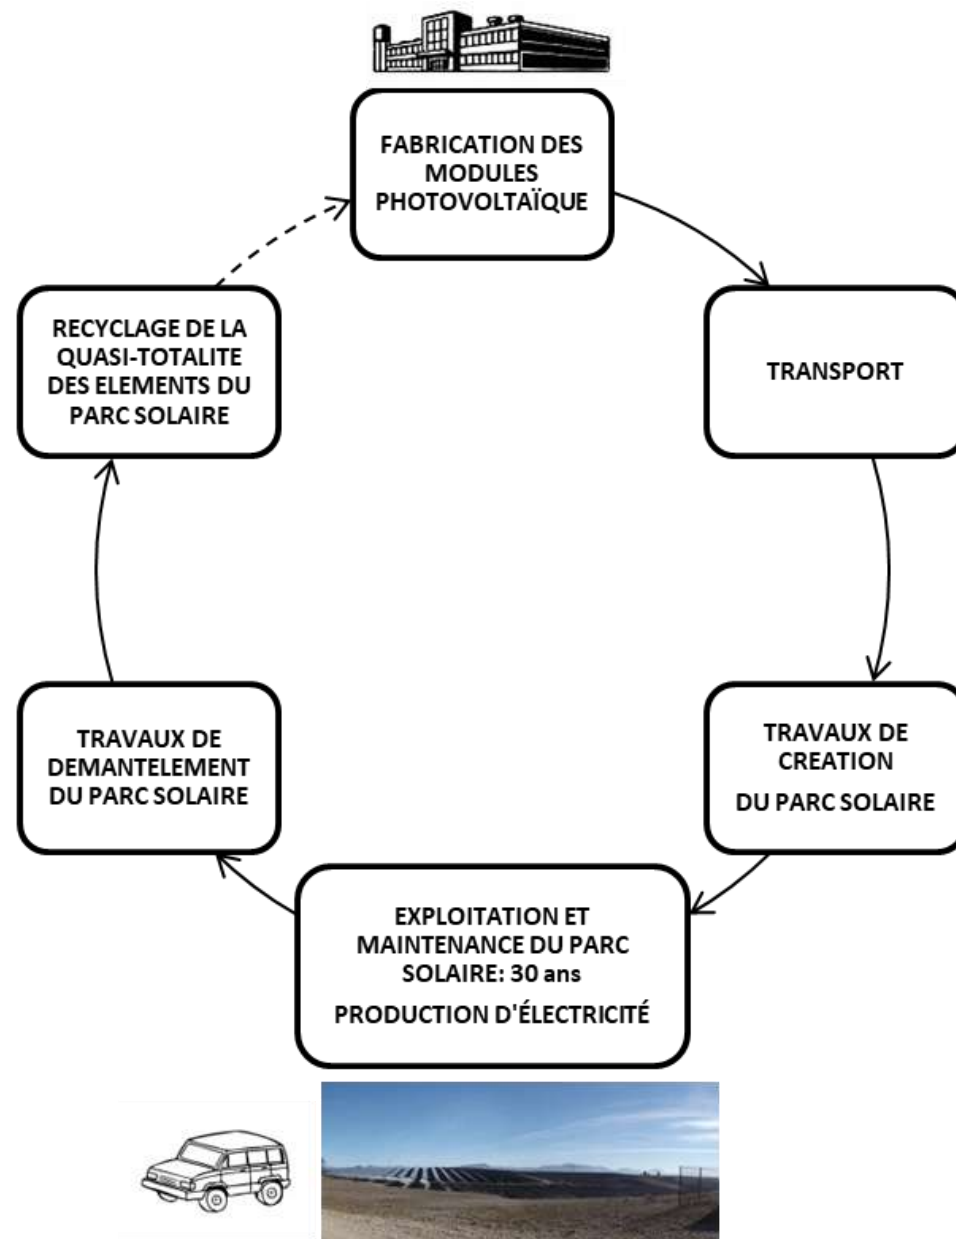 FABRICATION DES
MODULES
PHOTOVOLTAÏQUE
RECYCLAGE DE LA
QUASI-TOTALITE
DES ELEMENTS DU
PARC SOLAIRE
TRANSPORT
TRAVAUX DE
DEMANTELEMENT
DU PARC SOLAIRE
TRAVAUX DE
CREATION
DU PARC SOLAIRE
EXPLOITATION ET
MAINTENANCE DU PARC
SOLAIRE: 30 ans
PRODUCTION D'ÉLECTRICITÉ